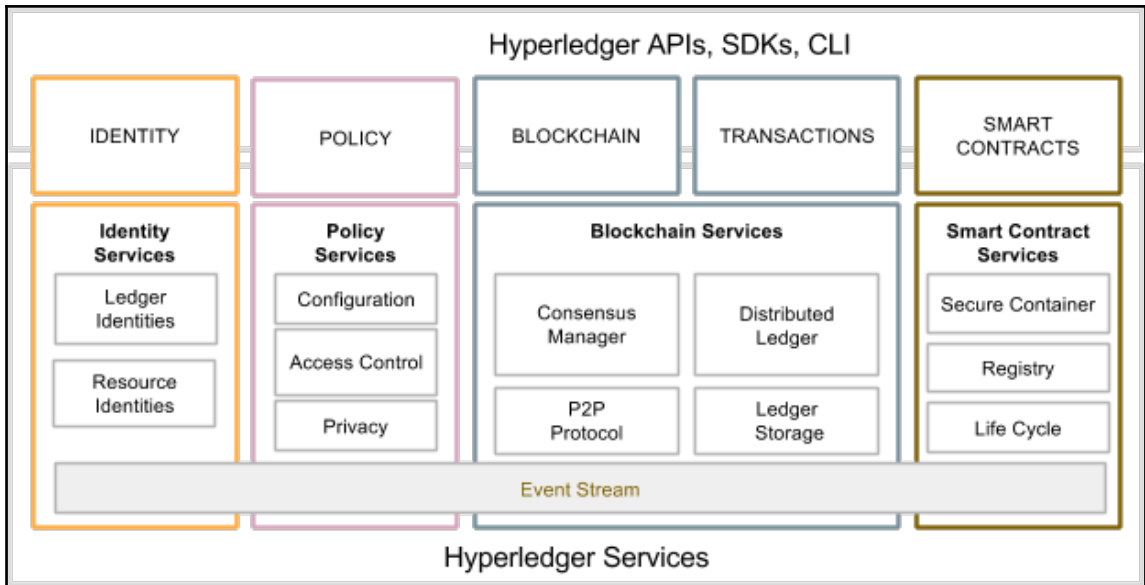 Hyperledger APIs, SDKs, CLI
IDENTITY
POLICY
BLOCKCHAIN
TRANSACTIONS
SMART
CONTRACTS
Identity
Services
Ledger
Identities
Resource
Identities
Policy
Services
Configuration
Access Control
Privacy
Blockchain Services
Consensus
Manager
Distributed
Ledger
P2P
Protocol
Ledger
Storage
Smart Contract
Services
Secure Container
Registry
Life Cycle
Event Stream
Hyperledger Services